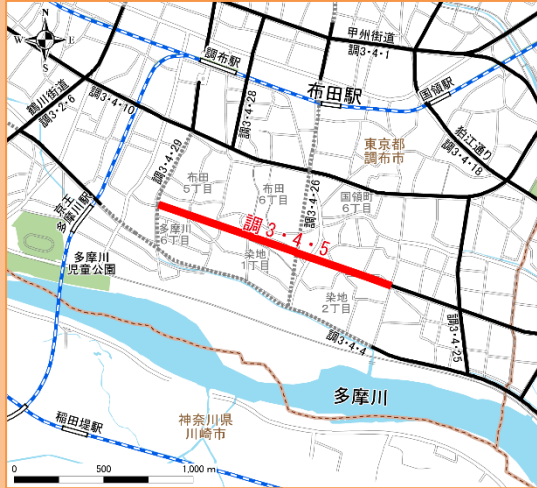 N
W
E
S
甲州街道
調3・4・1
調布駅
布田駅
国領駅
鶴川街道
調3・2・6
調3・4・10
調3・4・28
狛江通り
調3・4・18
東京都
調布市
調3・4・29
布田
5丁目
布田
6丁目
調3・4・26
国領町
6丁目
京王
多摩川駅
多摩川
6丁目
調3・4・5
多摩川
児童公園
染地
1丁目
染地
2丁目
調3・4・4
調3・4・25
多摩川
神奈川県
川崎市
稲田堤駅
0 500 1,000 m